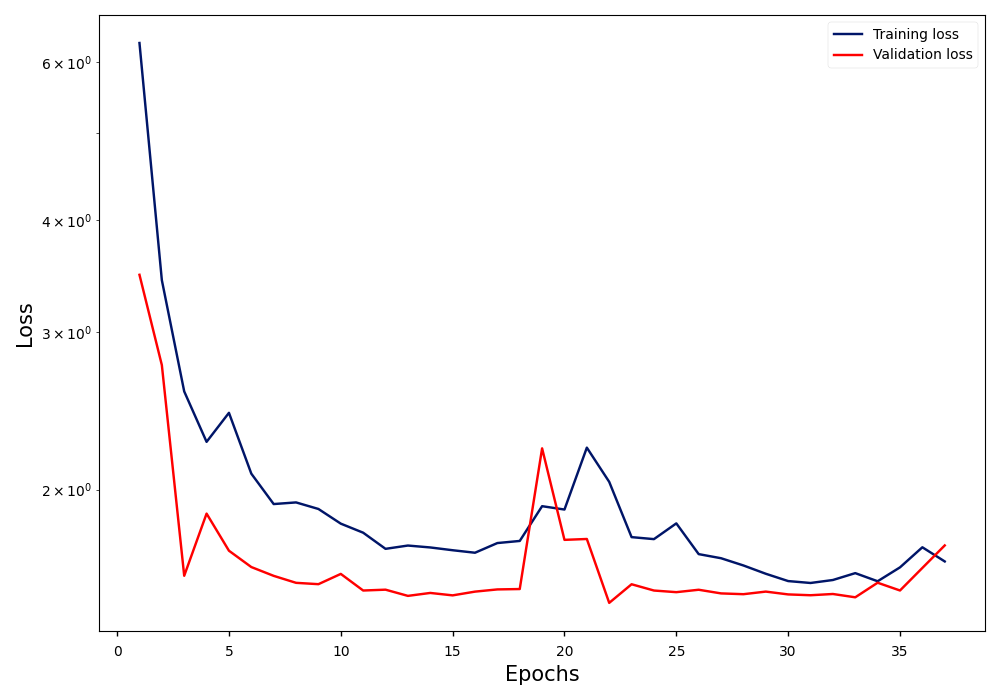 Training loss
Validation loss
6 × 10⁰
4 × 10⁰
3 × 10⁰
2 × 10⁰
Loss
0 5 10 15 20 25 30 35
Epochs